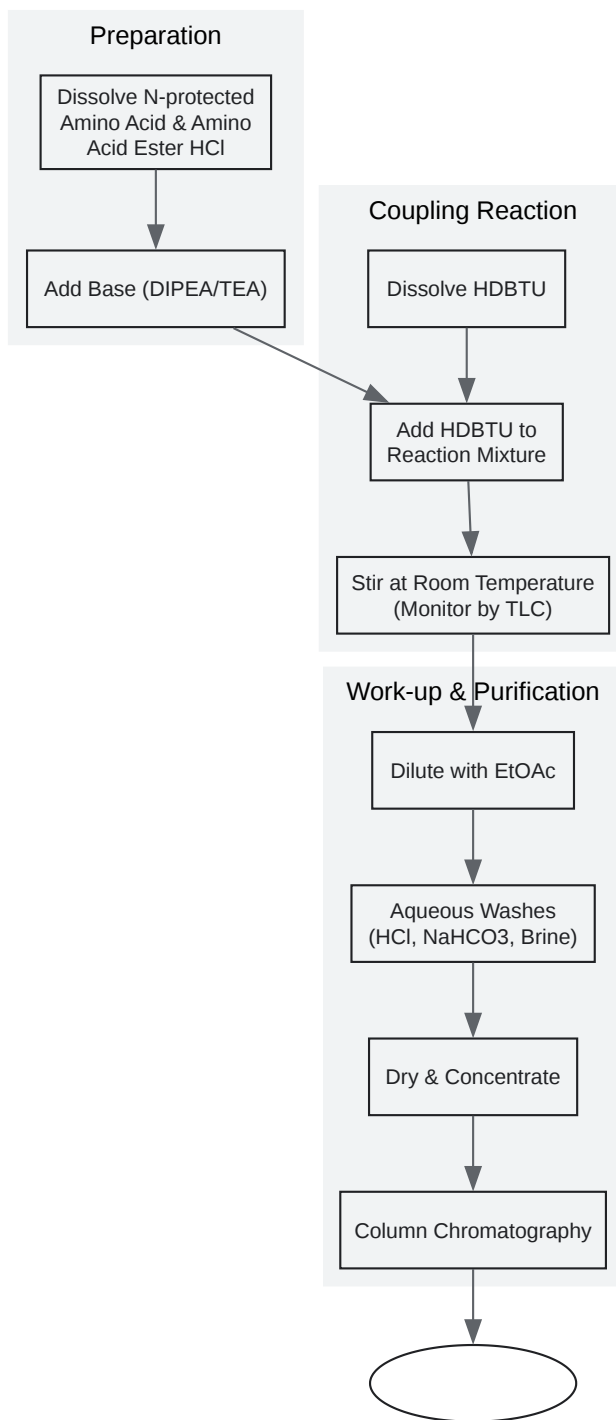 Preparation
Dissolve N-protected
Amino Acid & Amino
Acid Ester HCl
Add Base (DIPEA/TEA)
Coupling Reaction
Dissolve HDBTU
Add HDBTU to
Reaction Mixture
Stir at Room Temperature
(Monitor by TLC)
Work-up & Purification
Dilute with EtOAc
Aqueous Washes
(HCl, NaHCO3, Brine)
Dry & Concentrate
Column Chromatography